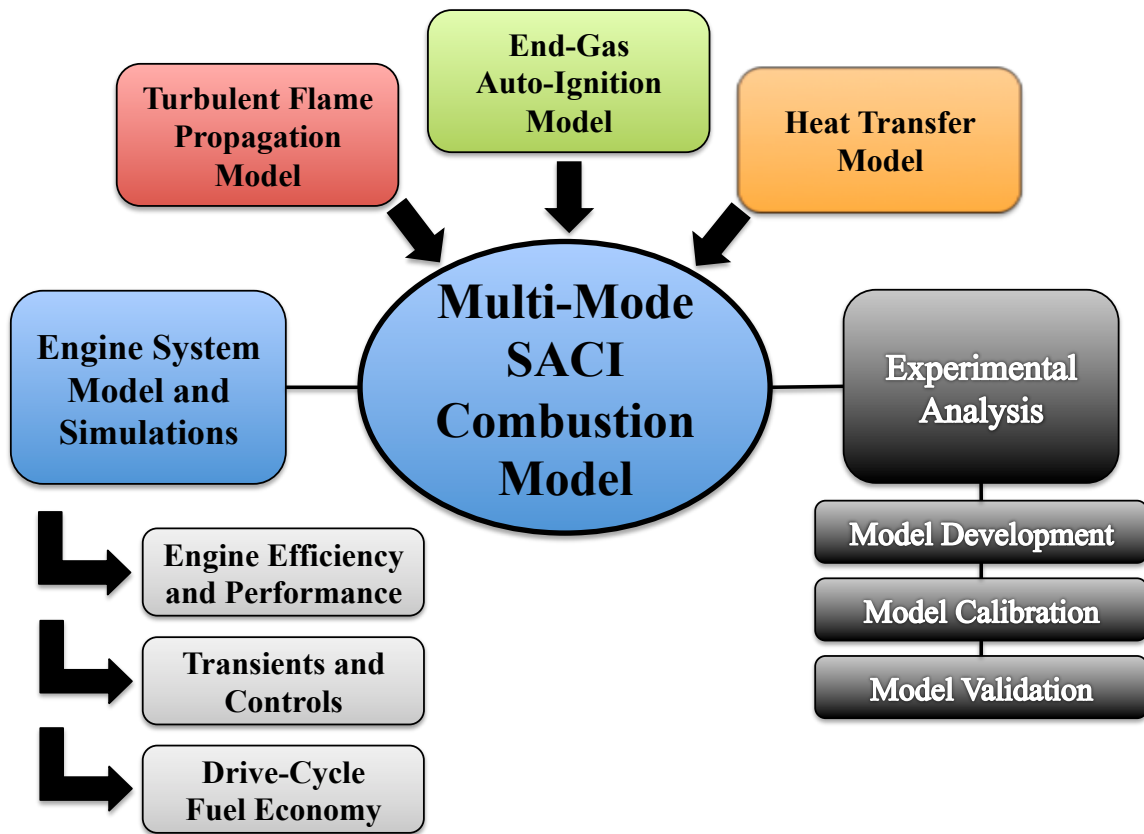 End-Gas
Auto-Ignition
Model
Turbulent Flame
Propagation
Model
Heat Transfer
Model
Multi-Mode
SACI
Combustion
Model
Engine System
Model and
Simulations
Experimental
Analysis
Engine Efficiency
and Performance
Transients and
Controls
Drive-Cycle
Fuel Economy
Model Development
Model Calibration
Model Validation